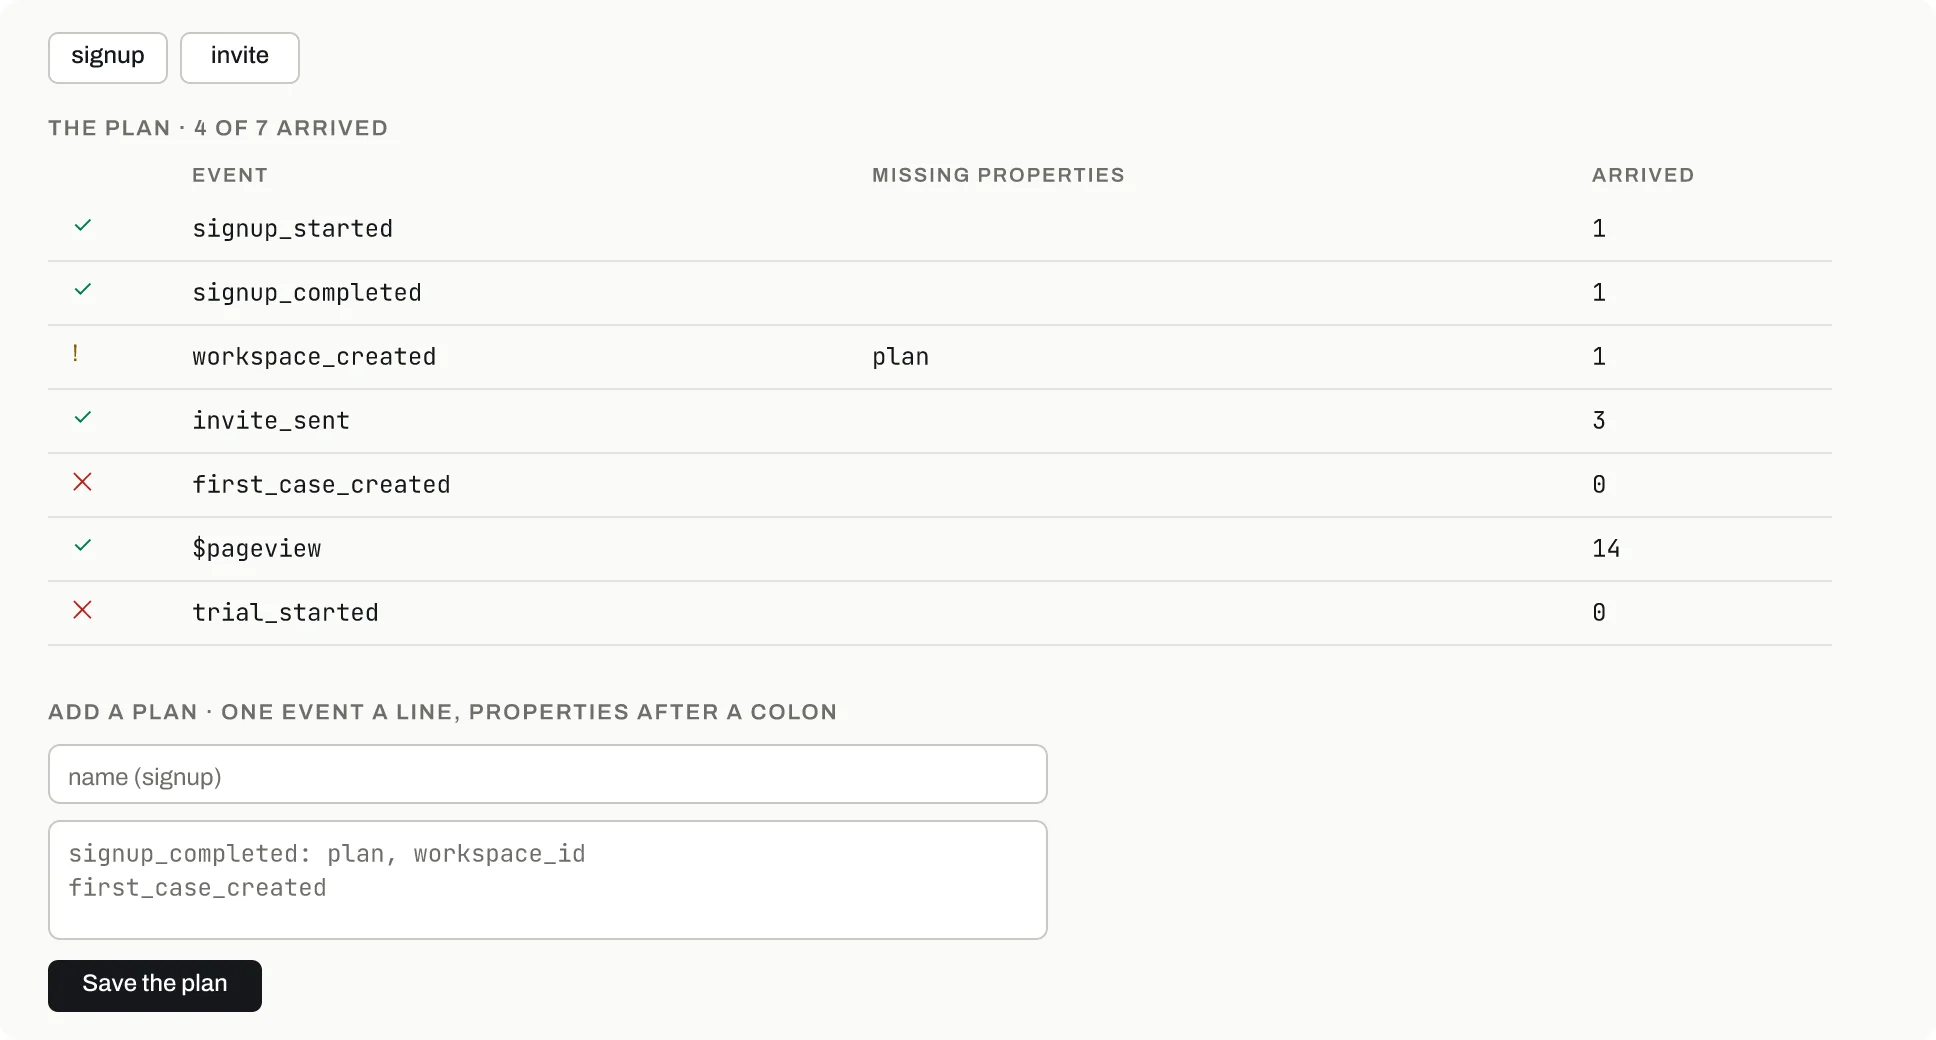 signup invite
THE PLAN · 4 OF 7 ARRIVED
EVENT MISSING PROPERTIES ARRIVED
✓ signup_started 1
✓ signup_completed 1
! workspace_created plan 1
✓ invite_sent 3
✕ first_case_created 0
✓ $pageview 14
✕ trial_started 0
ADD A PLAN · ONE EVENT A LINE, PROPERTIES AFTER A COLON
name (signup)
signup_completed: plan, workspace_id
first_case_created
Save the plan